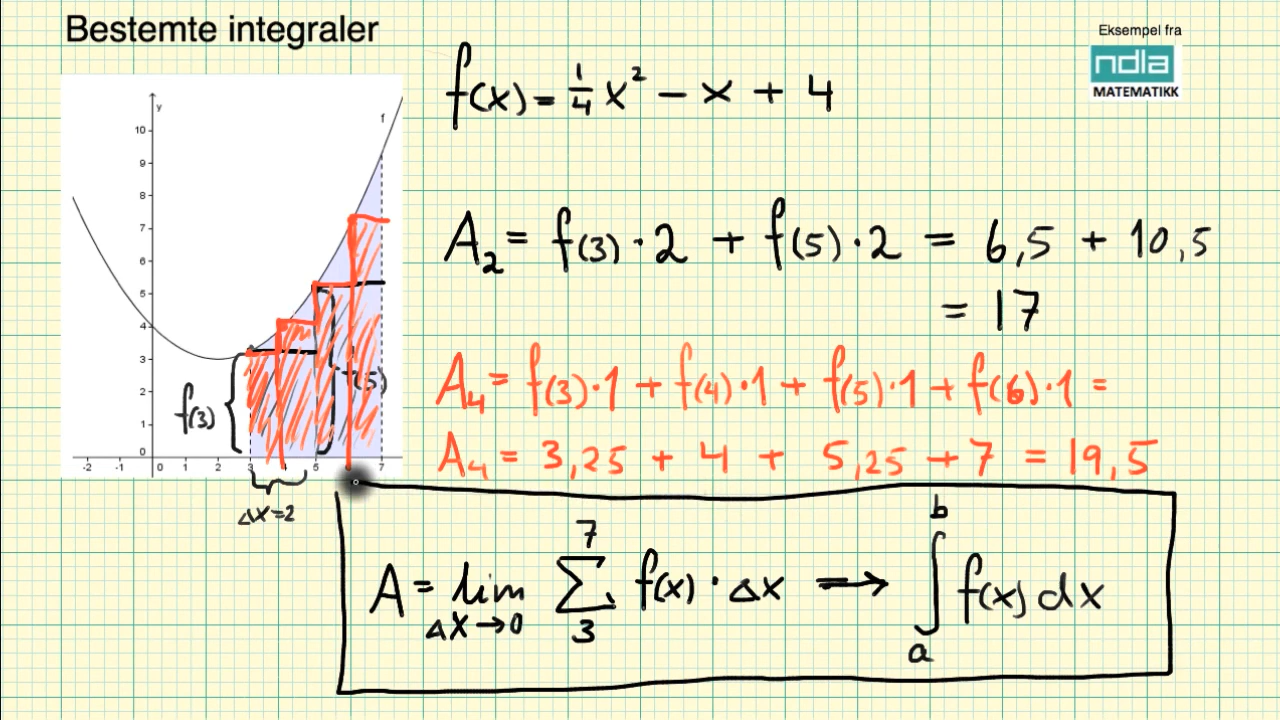 Bestemte integraler
Eksempel fra
ndla
MATEMATIKK
f(x) = 1/4 x² − x + 4
y
f
10
9
8
7
6
5
4
3
2
1
0
-2 -1 0 1 2 3 4 5 6 7
f(3)
f(5)
Δx=2
A₂ = f(3)·2 + f(5)·2 = 6,5 + 10,5
= 17
A₄ = f(3)·1 + f(4)·1 + f(5)·1 + f(6)·1 =
A₄ = 3,25 + 4 + 5,25 + 7 = 19,5
A = lim Δx→0 ∑ 7 3 f(x) · Δx ⟹ ∫ b a f(x) dx